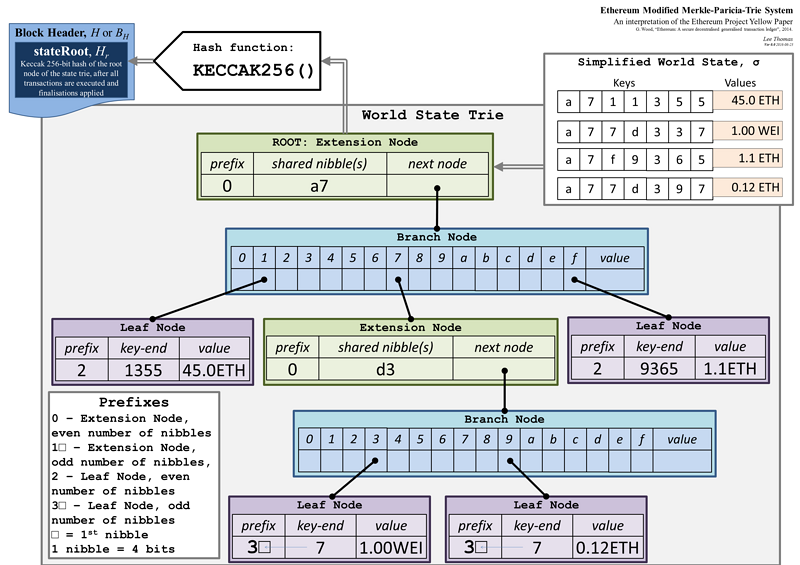 Ethereum Modified Merkle-Paricia-Trie System
An interpretation of the Ethereum Project Yellow Paper
G. Wood, "Ethereum: A secure decentralised generalised transaction ledger", 2014.
Lee Thomas
Block Header, H or B_H
stateRoot, H_r
Keccak 256-bit hash of the root
node of the state trie, after all
transactions are executed and
finalisations applied
Hash function:
KECCAK256()
Simplified World State, σ
Keys Values
a 7 1 1 3 5 5 45.0 ETH
a 7 7 d 3 3 7 1.00 WEI
a 7 f 9 3 6 5 1.1 ETH
a 7 7 d 3 9 7 0.12 ETH
World State Trie
ROOT: Extension Node
prefix shared nibble(s) next node
0 a7
Branch Node
0 1 2 3 4 5 6 7 8 9 a b c d e f value
Leaf Node
prefix key-end value
2 1355 45.0ETH
Extension Node
prefix shared nibble(s) next node
0 d3
Leaf Node
prefix key-end value
2 9365 1.1ETH
Branch Node
0 1 2 3 4 5 6 7 8 9 a b c d e f value
Leaf Node
prefix key-end value
3□ 7 1.00WEI
Leaf Node
prefix key-end value
3□ 7 0.12ETH
Prefixes
0 – Extension Node,
even number of nibbles
1□ – Extension Node,
odd number of nibbles,
2 – Leaf Node, even
number of nibbles
3□ – Leaf Node, odd
number of nibbles
□ = 1st nibble
1 nibble = 4 bits